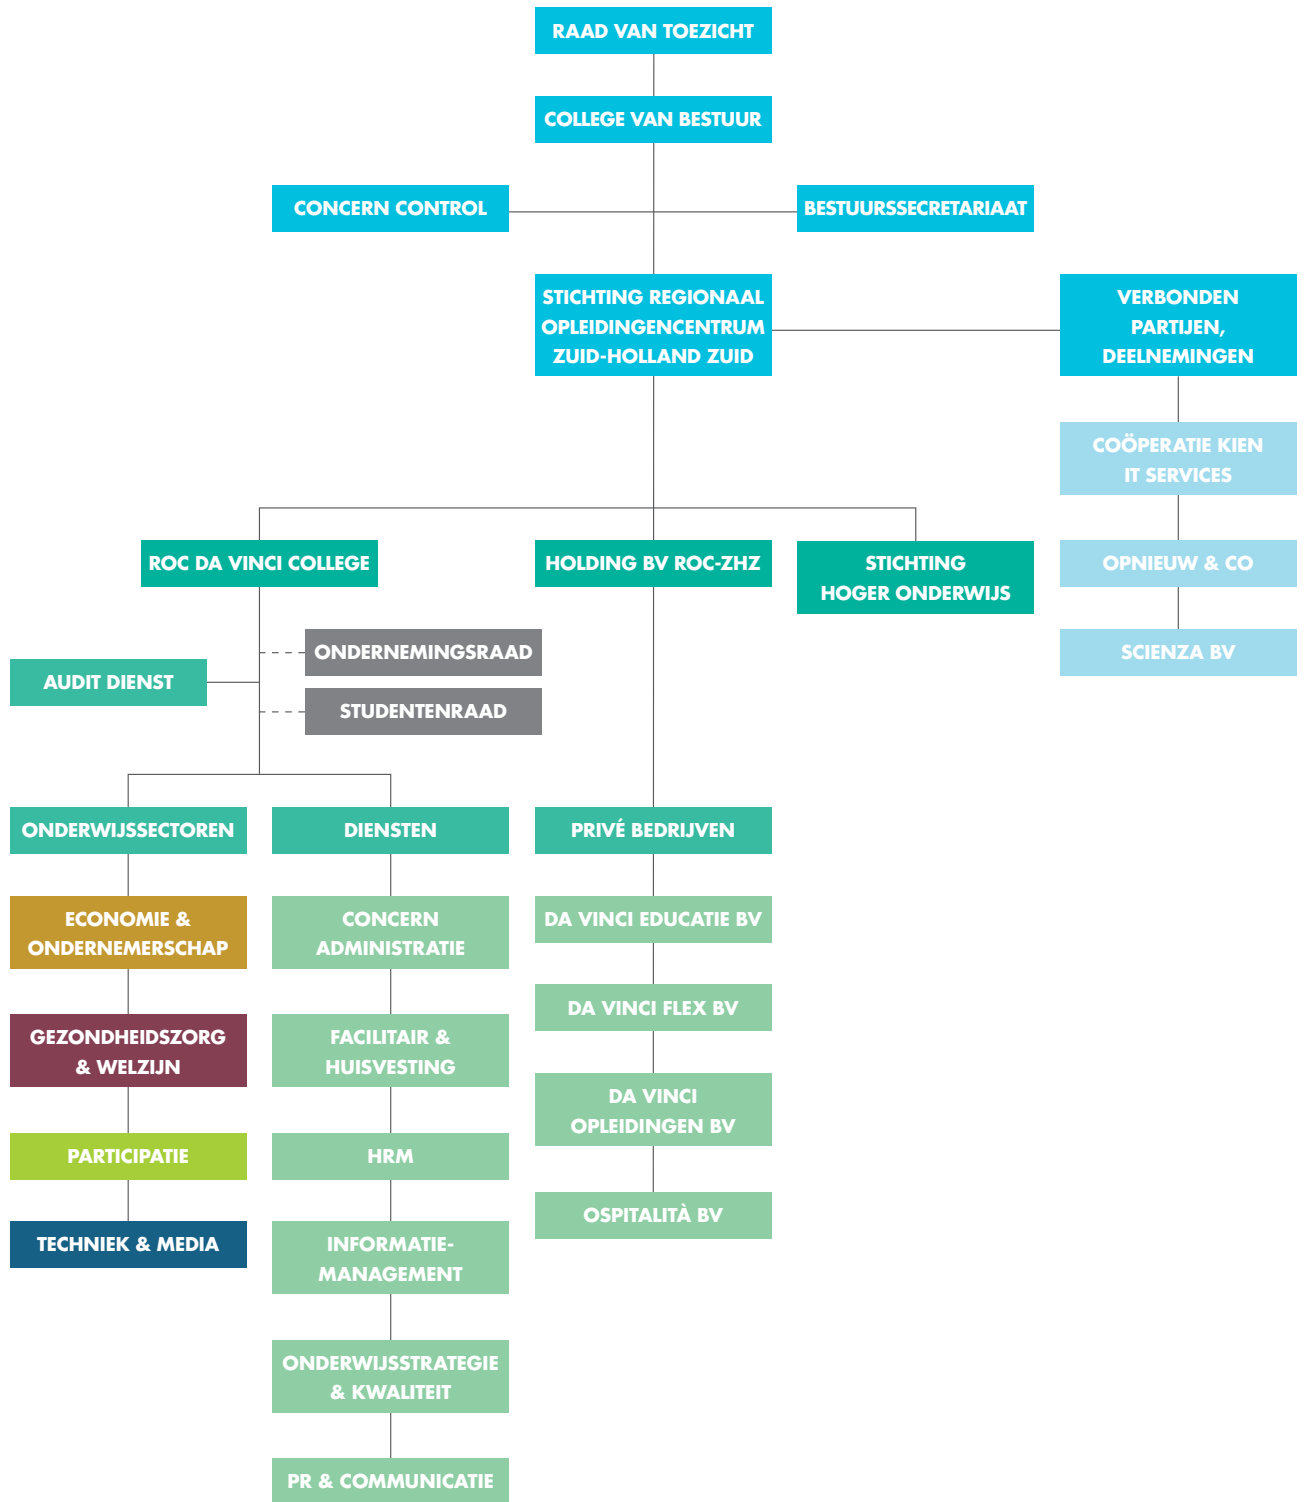 RAAD VAN TOEZICHT
COLLEGE VAN BESTUUR
CONCERN CONTROL
BESTUURSSECRETARIAAT
STICHTING REGIONAAL
OPLEIDINGENCENTRUM
ZUID-HOLLAND ZUID
VERBONDEN
PARTIJEN,
DEELNEMINGEN
COÖPERATIE KIEN
IT SERVICES
OPNIEUW & CO
SCIENZA BV
ROC DA VINCI COLLEGE
HOLDING BV ROC-ZHZ
STICHTING
HOGER ONDERWIJS
ONDERNEMINGSRAAD
AUDIT DIENST
STUDENTENRAAD
ONDERWIJSSECTOREN
ECONOMIE &
ONDERNEMERSCHAP
GEZONDHEIDSZORG
& WELZIJN
PARTICIPATIE
TECHNIEK & MEDIA
DIENSTEN
CONCERN
ADMINISTRATIE
FACILITAIR &
HUISVESTING
HRM
INFORMATIE-
MANAGEMENT
ONDERWIJSSTRATEGIE
& KWALITEIT
PR & COMMUNICATIE
PRIVÉ BEDRIJVEN
DA VINCI EDUCATIE BV
DA VINCI FLEX BV
DA VINCI
OPLEIDINGEN BV
OSPITALITÀ BV